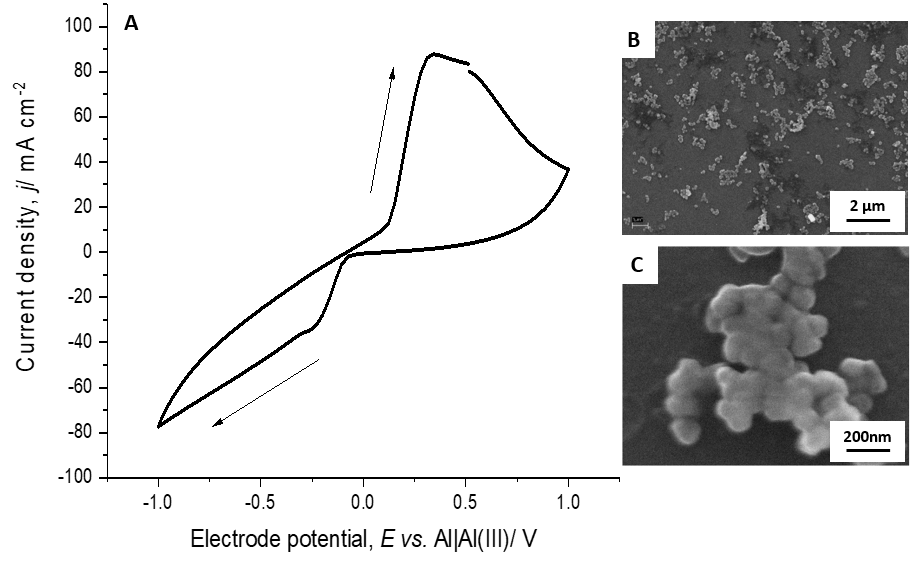 A
100
80
60
40
20
0
-20
-40
-60
-80
-100
Current density, j/ mA cm-2
-1.0 -0.5 0.0 0.5 1.0
Electrode potential, E vs. Al|Al(III)/ V
B
2 µm
C
200nm